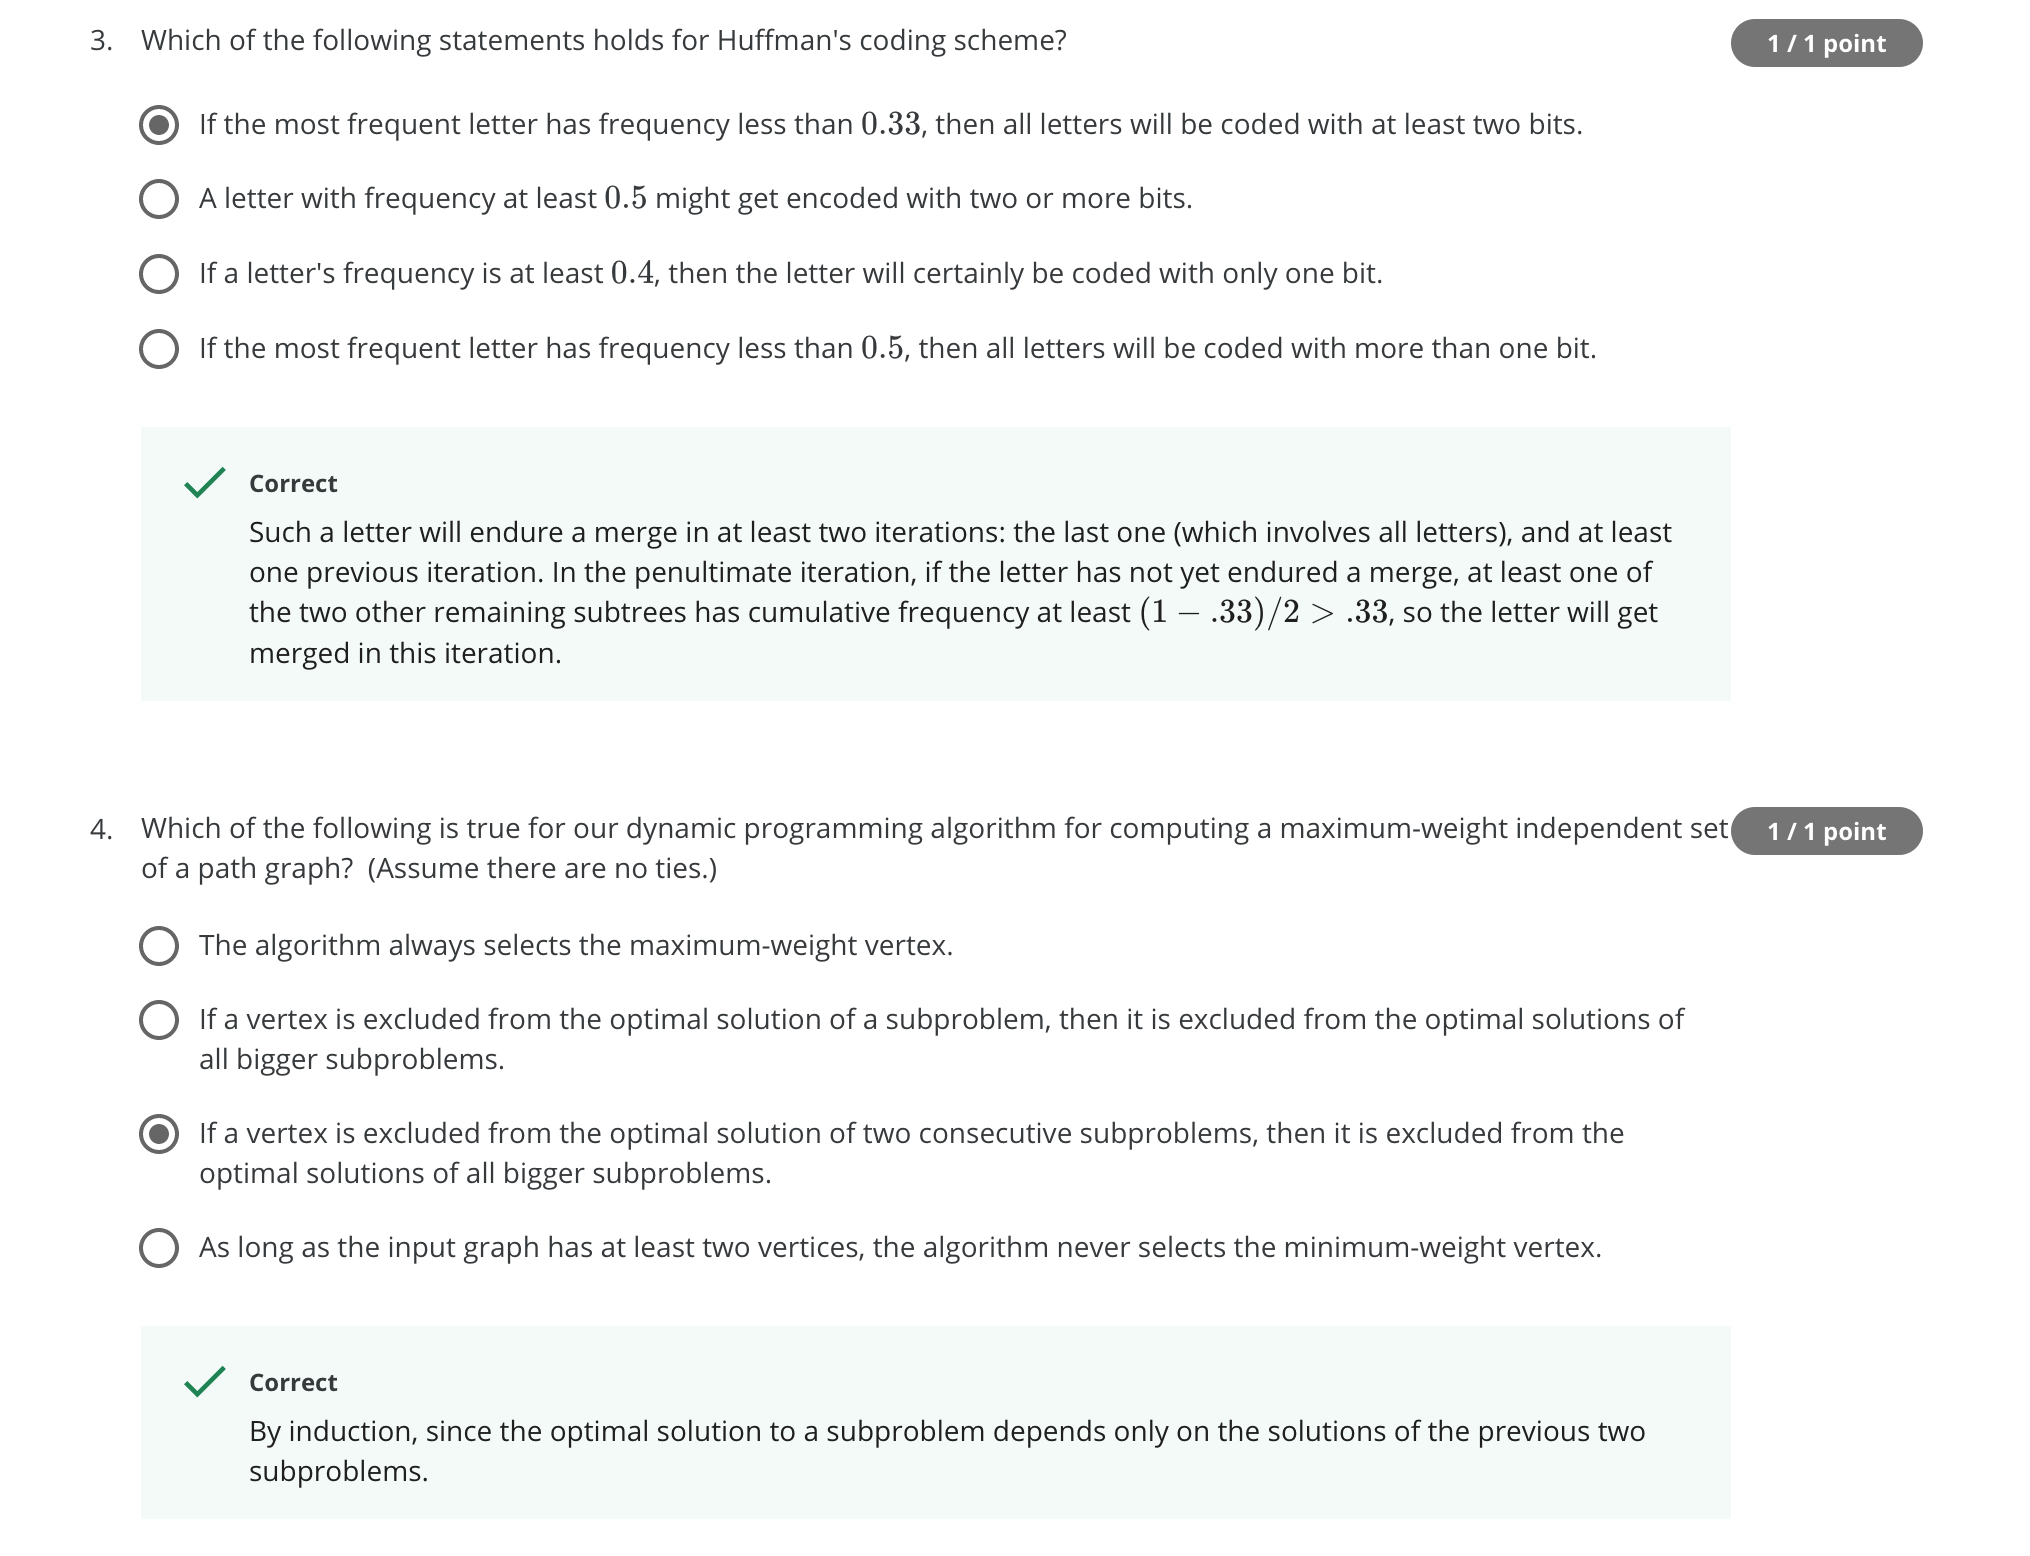 3. Which of the following statements holds for Huffman's coding scheme?
1 / 1 point
If the most frequent letter has frequency less than 0.33, then all letters will be coded with at least two bits.
A letter with frequency at least 0.5 might get encoded with two or more bits.
If a letter's frequency is at least 0.4, then the letter will certainly be coded with only one bit.
If the most frequent letter has frequency less than 0.5, then all letters will be coded with more than one bit.
Correct
Such a letter will endure a merge in at least two iterations: the last one (which involves all letters), and at least
one previous iteration. In the penultimate iteration, if the letter has not yet endured a merge, at least one of
the two other remaining subtrees has cumulative frequency at least (1 − .33)/2 > .33, so the letter will get
merged in this iteration.
4. Which of the following is true for our dynamic programming algorithm for computing a maximum-weight independent set
1 / 1 point
of a path graph? (Assume there are no ties.)
The algorithm always selects the maximum-weight vertex.
If a vertex is excluded from the optimal solution of a subproblem, then it is excluded from the optimal solutions of
all bigger subproblems.
If a vertex is excluded from the optimal solution of two consecutive subproblems, then it is excluded from the
optimal solutions of all bigger subproblems.
As long as the input graph has at least two vertices, the algorithm never selects the minimum-weight vertex.
Correct
By induction, since the optimal solution to a subproblem depends only on the solutions of the previous two
subproblems.